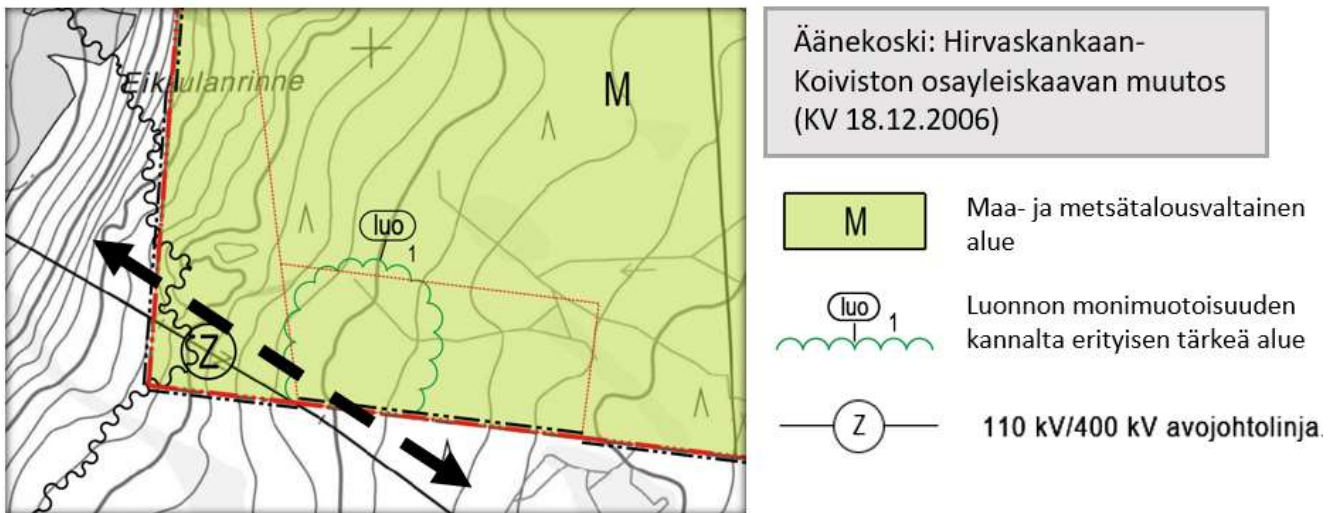 Eikkulanrinne
M
luo
1
Z
Äänekoski: Hirvaskankaan-
Koiviston osayleiskaavan muutos
(KV 18.12.2006)
M
Maa- ja metsätalousvaltainen
alue
luo
1
Luonnon monimuotoisuuden
kannalta erityisen tärkeä alue
Z
110 kV/400 kV avojohtolinja.